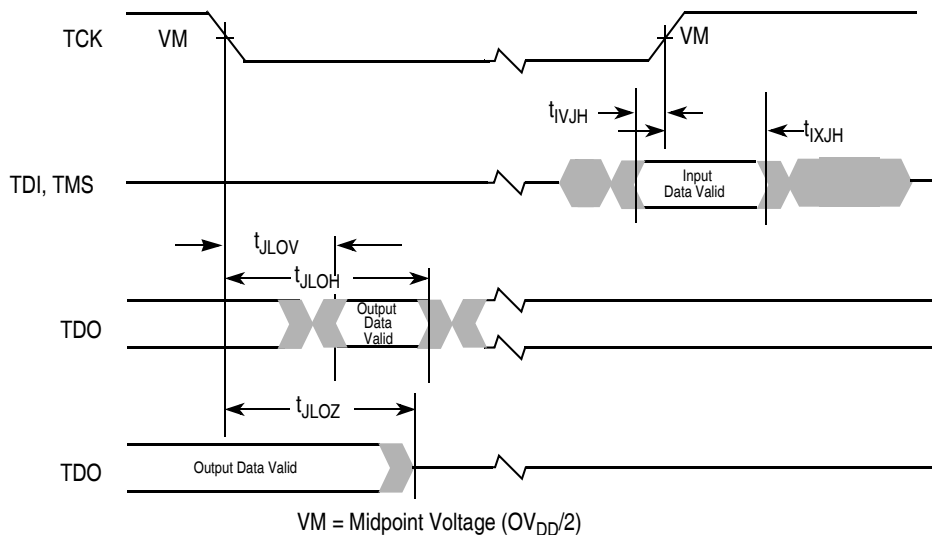 TCK
VM
VM
tIVJH
tIXJH
TDI, TMS
Input
Data Valid
tJLOV
tJLOH
TDO
Output
Data
Valid
tJLOZ
TDO
Output Data Valid
VM = Midpoint Voltage (OVDD/2)